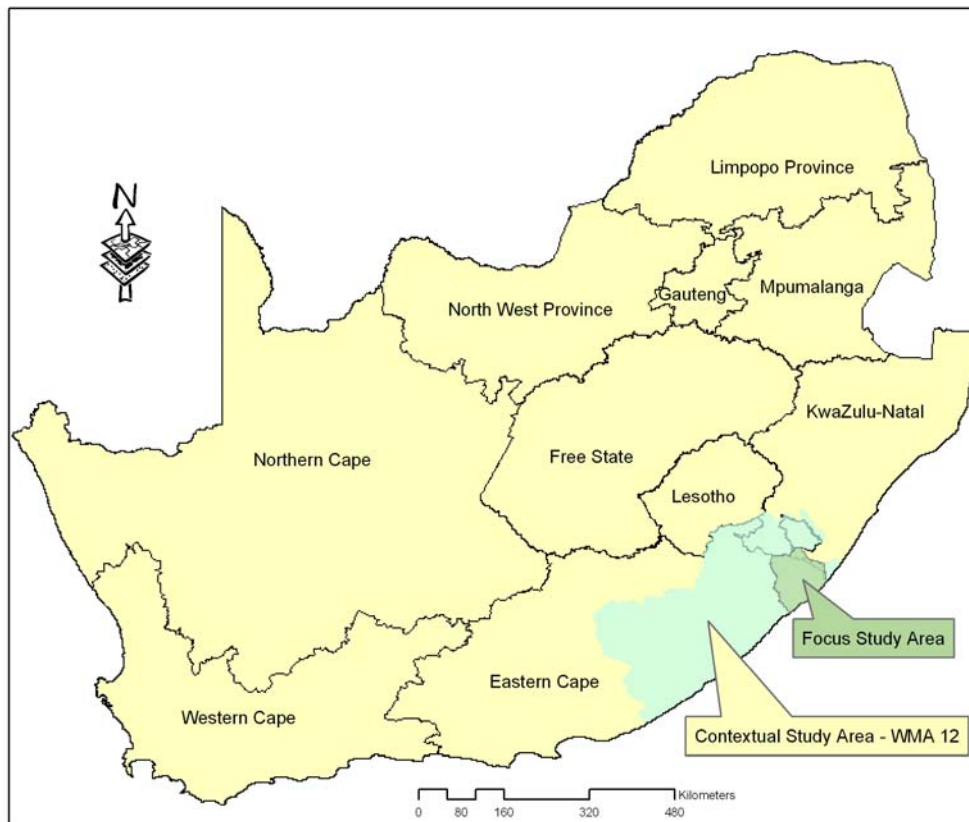 Limpopo Province
N
Mpumalanga
Gauteng
North West Province
KwaZulu-Natal
Northern Cape
Free State
Lesotho
Focus Study Area
Eastern Cape
Western Cape
Contextual Study Area - WMA 12
Kilometers
0 80 160 320 480